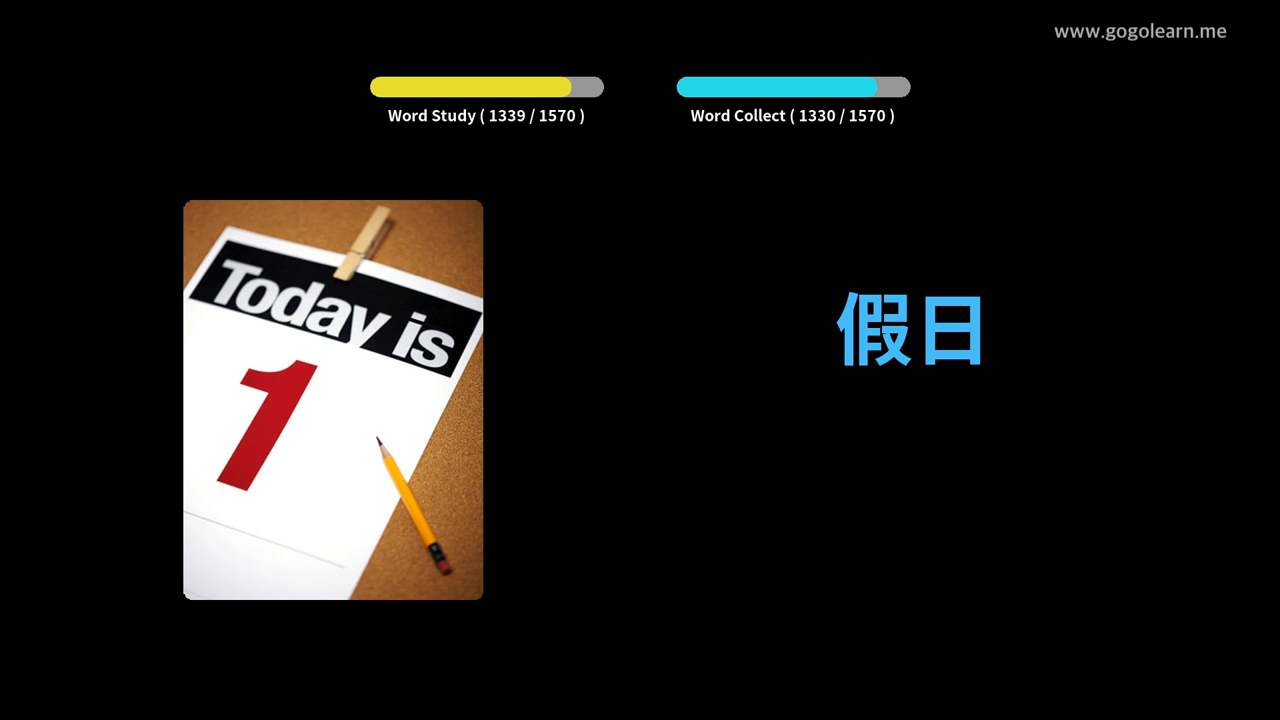 www.gogolearn.me
Word Study ( 1339 / 1570 )
Word Collect ( 1330 / 1570 )
Today is
1
假日